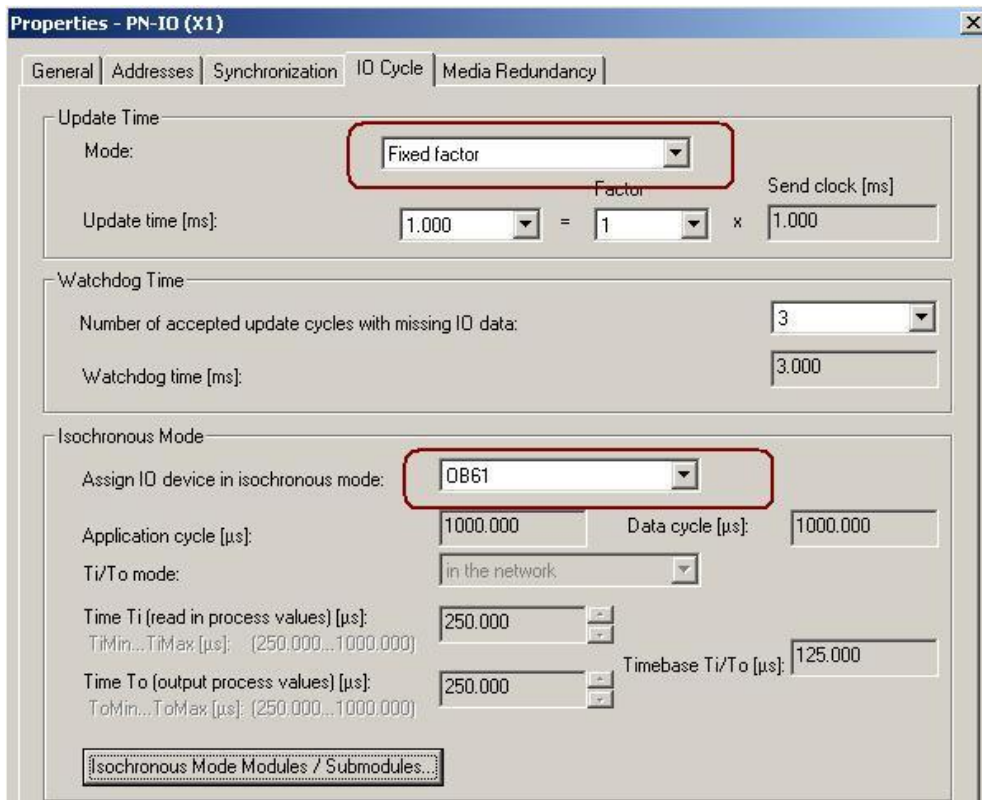 Properties - PN-IO (X1)
General Addresses Synchronization IO Cycle Media Redundancy
Update Time
Mode: Fixed factor
Factor Send clock [ms]
Update time [ms]: 1.000 = 1 x 1.000
Watchdog Time
Number of accepted update cycles with missing IO data: 3
Watchdog time [ms]: 3.000
Isochronous Mode
Assign IO device in isochronous mode: OB61
Application cycle [µs]: 1000.000 Data cycle [µs]: 1000.000
Ti/To mode: in the network
Time Ti (read in process values) [µs]: 250.000
TiMin...TiMax [µs]: (250.000...1000.000)
Timebase Ti/To [µs]: 125.000
Time To (output process values) [µs]: 250.000
ToMin...ToMax [µs]: (250.000...1000.000)
Isochronous Mode Modules / Submodules...